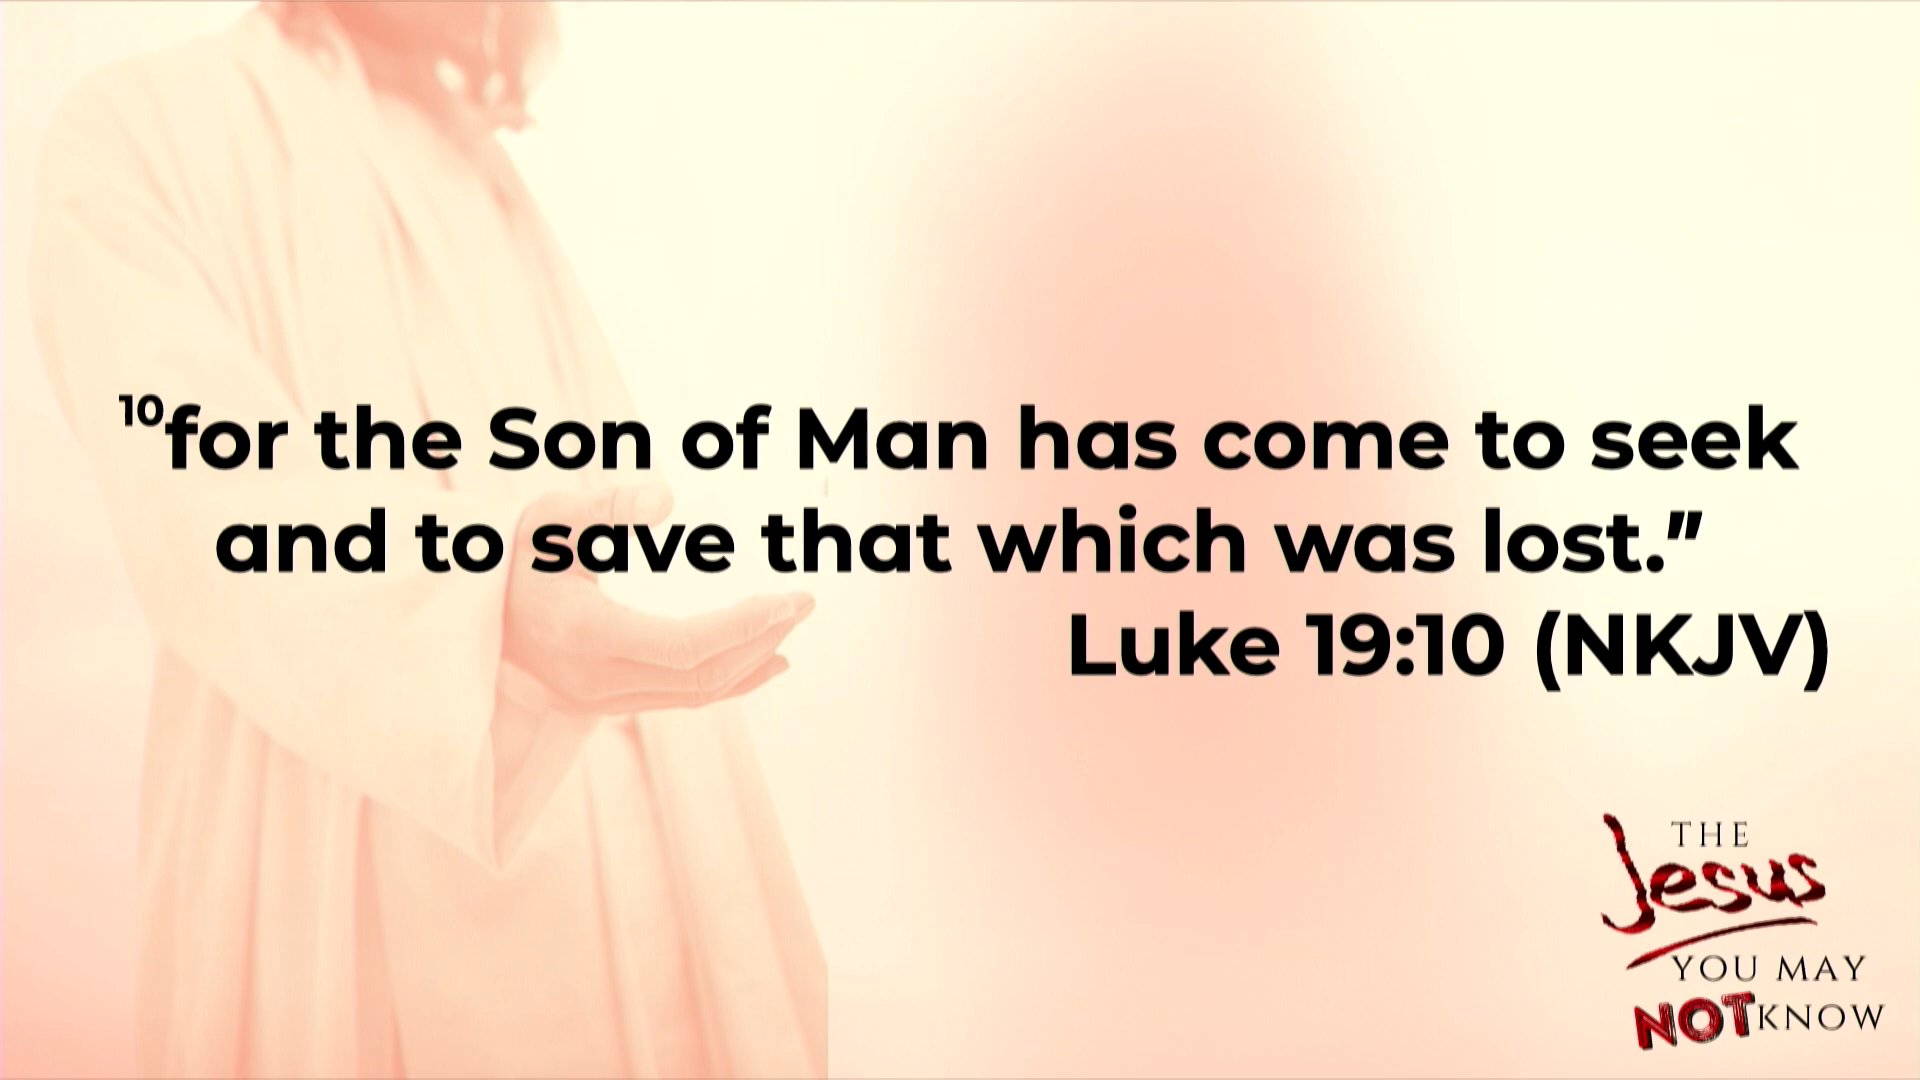 ¹⁰for the Son of Man has come to seek
and to save that which was lost.”
Luke 19:10 (NKJV)
THE
Jesus
YOU MAY
NOT KNOW